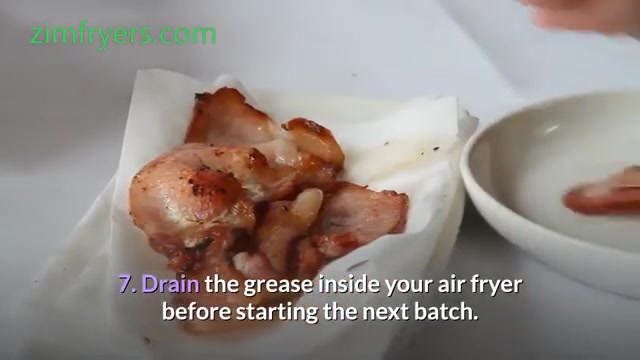 zimfryers.com
7. Drain the grease inside your air fryer
before starting the next batch.